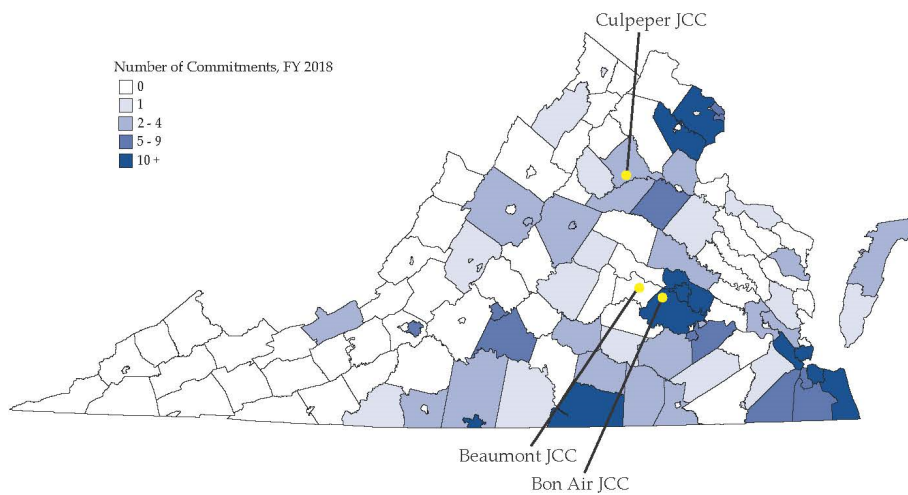 Culpeper JCC
Number of Commitments, FY 2018
0
1
2 - 4
5 - 9
10 +
Beaumont JCC
Bon Air JCC